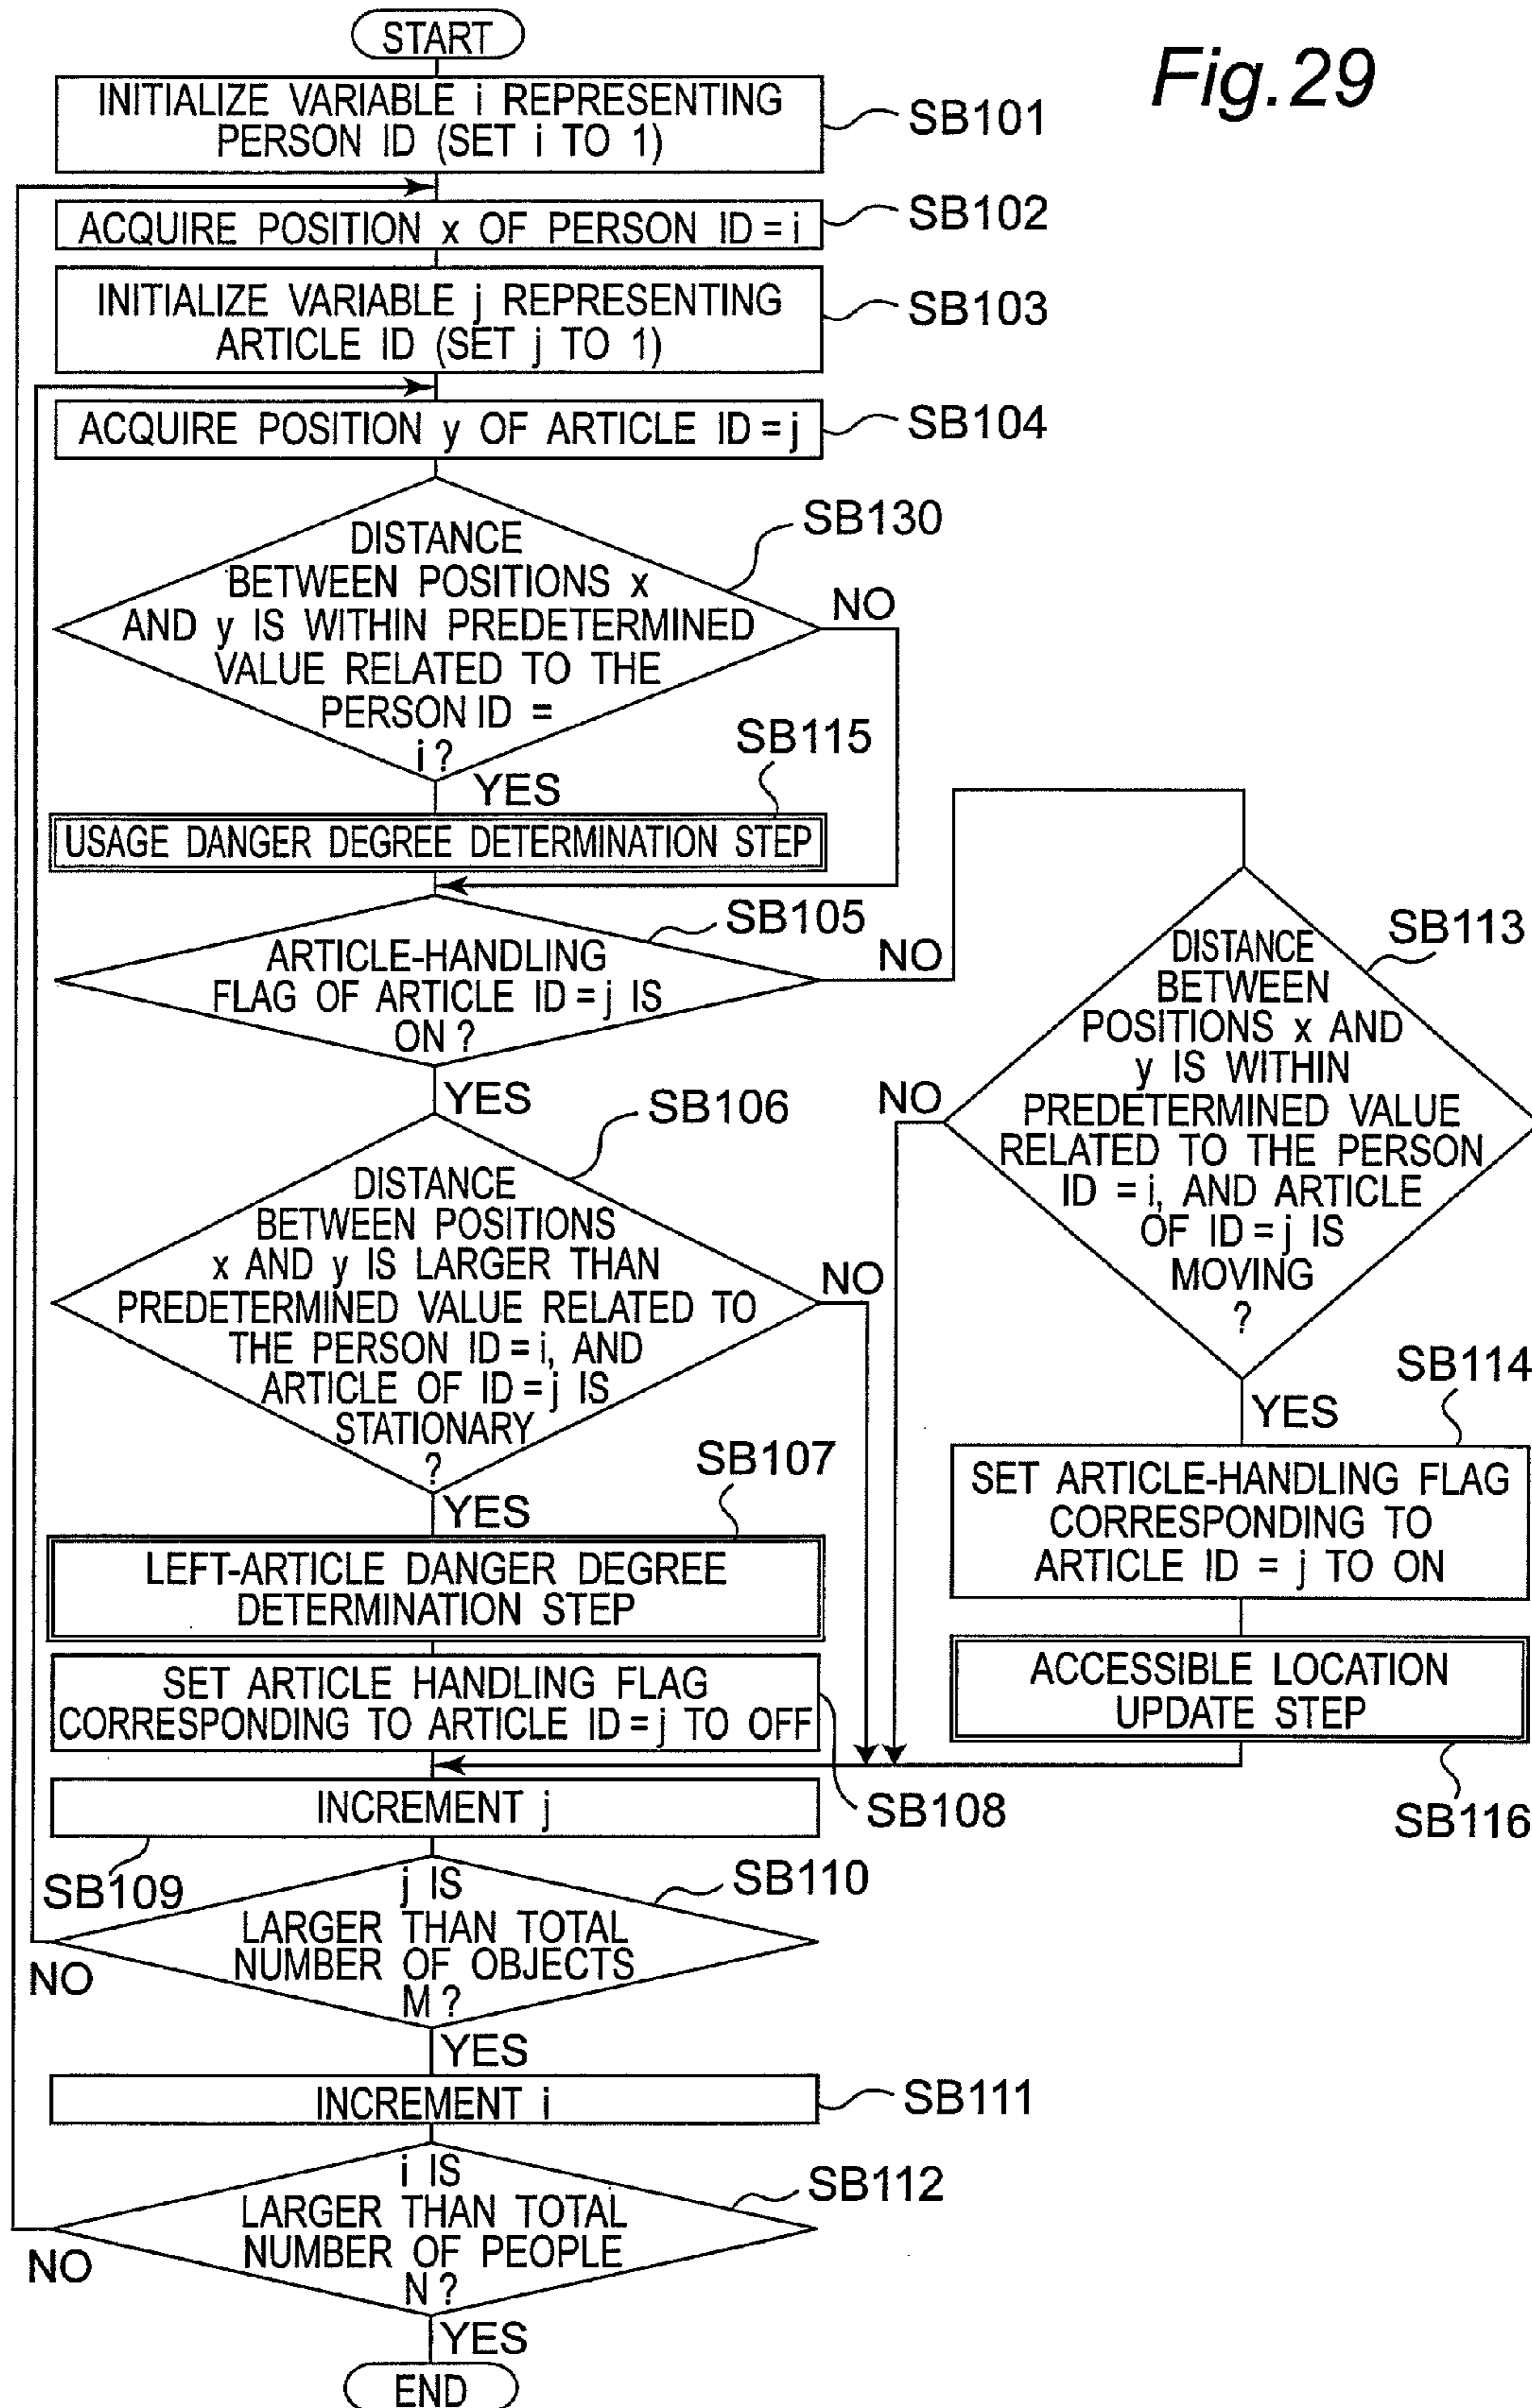 Fig.29
START
INITIALIZE VARIABLE i REPRESENTING
PERSON ID (SET i TO 1)
SB101
ACQUIRE POSITION x OF PERSON ID = i
SB102
INITIALIZE VARIABLE j REPRESENTING
ARTICLE ID (SET j TO 1)
SB103
ACQUIRE POSITION y OF ARTICLE ID = j
SB104
DISTANCE
BETWEEN POSITIONS x
AND y IS WITHIN PREDETERMINED
VALUE RELATED TO THE
PERSON ID =
i ?
SB130
NO
YES
SB115
USAGE DANGER DEGREE DETERMINATION STEP
ARTICLE-HANDLING
FLAG OF ARTICLE ID = j IS
ON ?
SB105
NO
YES
DISTANCE
BETWEEN
POSITIONS x AND
y IS WITHIN
PREDETERMINED VALUE
RELATED TO THE PERSON
ID = i, AND ARTICLE
OF ID = j IS
MOVING
?
SB113
NO
YES
SB114
SET ARTICLE-HANDLING FLAG
CORRESPONDING TO
ARTICLE ID = j TO ON
ACCESSIBLE LOCATION
UPDATE STEP
SB116
DISTANCE
BETWEEN POSITIONS
x AND y IS LARGER THAN
PREDETERMINED VALUE RELATED TO
THE PERSON ID = i, AND
ARTICLE OF ID = j IS
STATIONARY
?
SB106
NO
YES
SB107
LEFT-ARTICLE DANGER DEGREE
DETERMINATION STEP
SET ARTICLE HANDLING FLAG
CORRESPONDING TO ARTICLE ID = j TO OFF
SB108
INCREMENT j
SB109
j IS
LARGER THAN TOTAL
NUMBER OF OBJECTS
M ?
SB110
NO
YES
INCREMENT i
SB111
i IS
LARGER THAN TOTAL
NUMBER OF PEOPLE
N ?
SB112
NO
YES
END